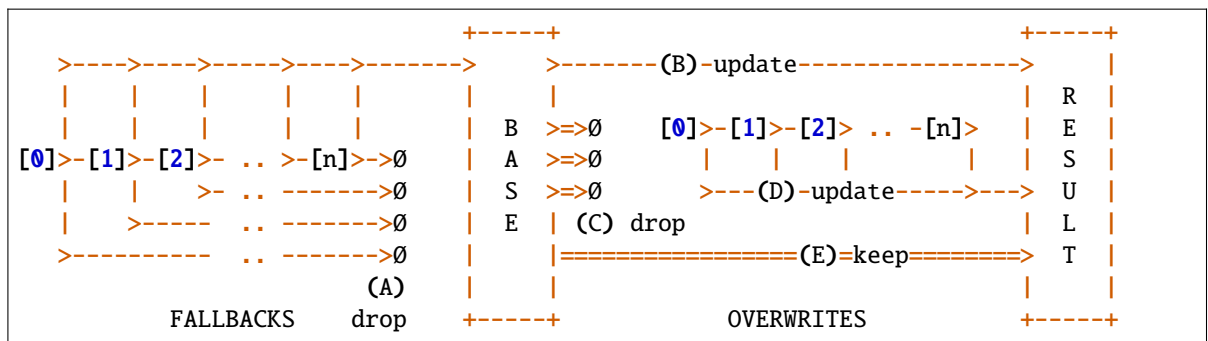 +-----+ +-----+
>---->---->----->---->-------> >-------(B)-update----------------> |
| | | | | | | | R |
| | | | | | B >=>Ø [0]>-[1]>-[2]> .. -[n]> | E |
[0]>-[1]>-[2]>- .. >-[n]>->Ø | A >=>Ø | | | | | S |
| | >- .. ------->Ø | S >=>Ø >---(D)-update----->---> U |
| >----- .. ------->Ø | E | (C) drop | L |
>---------- .. ------->Ø | |=================(E)=keep========> T |
(A) | | | |
FALLBACKS drop +-----+ OVERWRITES +-----+